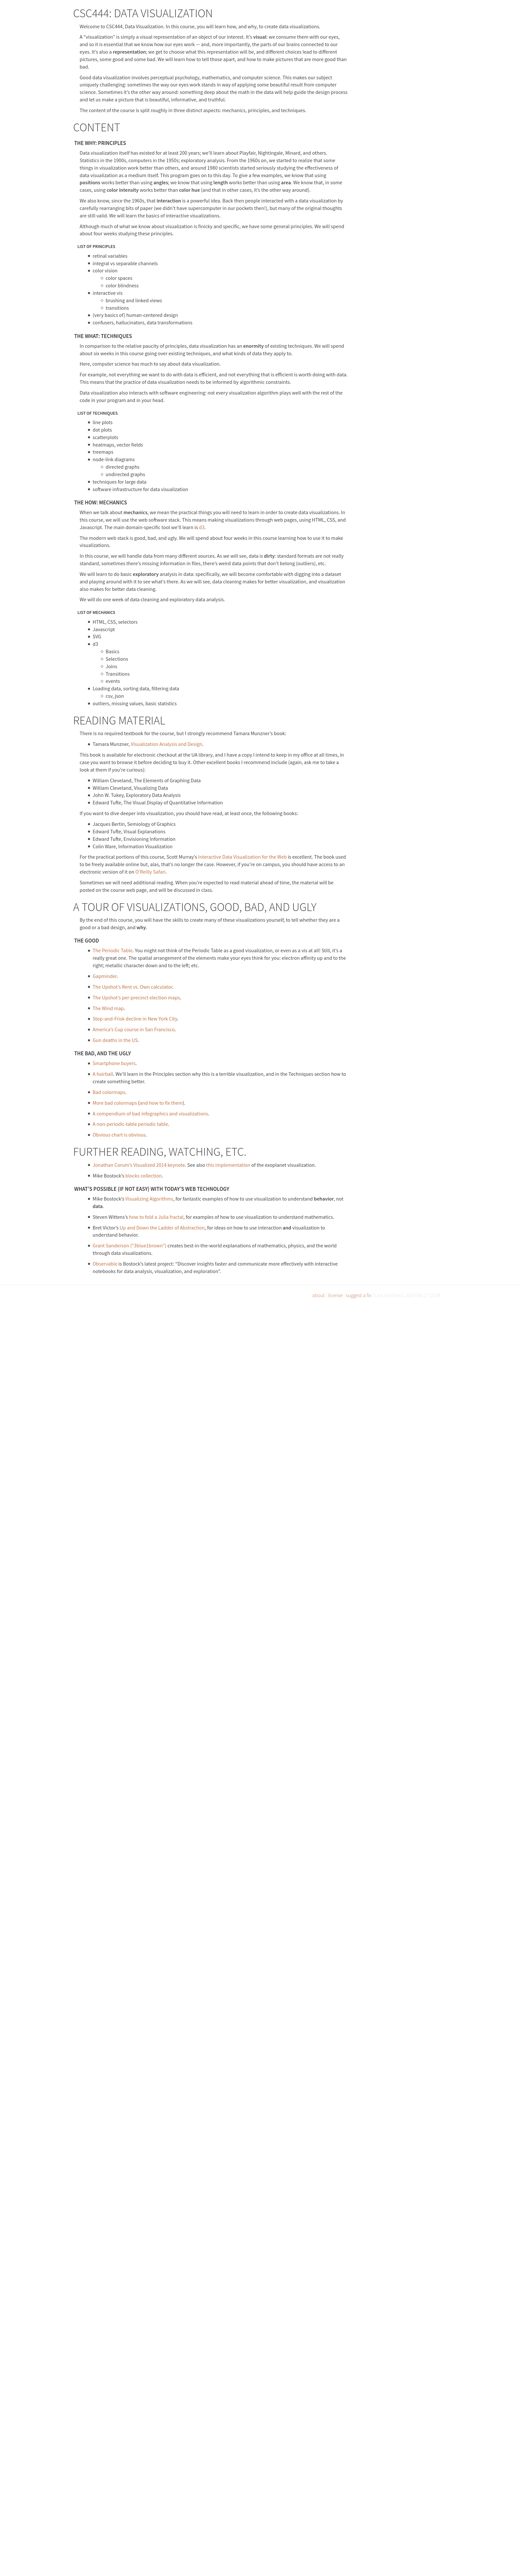 CSC444: DATA VISUALIZATION
Welcome to CSC444, Data Visualization. In this course, you will learn how, and why, to create data visualizations.
A "visualization" is simply a visual representation of an object of our interest. It's visual; we consume them with our eyes,
and so it is essential that we know how our eyes work -- and, more importantly, the parts of our brains connected to our
eyes. It's also a representation; we get to choose what this representation will be, and different choices lead to different
pictures, some good and some bad. We will learn how to tell those apart, and how to make pictures that are more good than
bad.
Good data visualization involves perceptual psychology, mathematics, and computer science. This makes our subject
uniquely challenging: sometimes the way our eyes work stands in way of applying some beautiful result from computer
science. Sometimes it's the other way around: something deep about the math in the data will help guide the design process
and let us make a picture that is beautiful, informative, and truthful.
The content of the course is split roughly in three distinct aspects: mechanics, principles, and techniques.
CONTENT
THE WHY: PRINCIPLES
Data visualization itself has existed for at least 200 years; we'll learn about Playfair, Nightingale, Minard, and others.
Statistics in the 1900s, computers in the 1950s; exploratory analysis. From the 1960s on, we started to realize that some
things in visualization work better than others, and around 1980 scientists started seriously studying the effectiveness of
data visualization as a medium itself. This program goes on to this day. To give a few examples, we know that using
positions works better than using angles; we know that using length works better than using area. We know that, in some
cases, using color intensity works better than color hue (and that in other cases, it's the other way around).
We also know, since the 1960s, that interaction is a powerful idea. Back then people interacted with a data visualization by
carefully rearranging bits of paper (we didn't have supercomputer in our pockets then!), but many of the original thoughts
are still valid. We will learn the basics of interactive visualizations.
Although much of what we know about visualization is finicky and specific, we have some general principles. We will spend
about four weeks studying these principles.
LIST OF PRINCIPLES
retinal variables
integral vs separable channels
color vision
color spaces
color blindness
interactive vis
brushing and linked views
transitions
(very basics of) human-centered design
confusers, hallucinators, data transformations
THE WHAT: TECHNIQUES
In comparison to the relative paucity of principles, data visualization has an enormity of existing techniques. We will spend
about six weeks in this course going over existing techniques, and what kinds of data they apply to.
Here, computer science has much to say about data visualization.
For example, not everything we want to do with data is efficient, and not everything that is efficient is worth doing with data.
This means that the practice of data visualization needs to be informed by algorithmic constraints.
Data visualization also interacts with software engineering: not every visualization algorithm plays well with the rest of the
code in your program and in your head.
LIST OF TECHNIQUES
line plots
dot plots
scatterplots
heatmaps, vector fields
treemaps
node-link diagrams
directed graphs
undirected graphs
techniques for large data
software infrastructure for data visualization
THE HOW: MECHANICS
When we talk about mechanics, we mean the practical things you will need to learn in order to create data visualizations. In
this course, we will use the web software stack. This means making visualizations through web pages, using HTML, CSS, and
Javascript. The main domain-specific tool we'll learn is d3.
The modern web stack is good, bad, and ugly. We will spend about four weeks in this course learning how to use it to make
visualizations.
In this course, we will handle data from many different sources. As we will see, data is dirty: standard formats are not really
standard, sometimes there's missing information in files, there's weird data points that don't belong (outliers), etc.
We will learn to do basic exploratory analysis in data: specifically, we will become comfortable with digging into a dataset
and playing around with it to see what's there. As we will see, data cleaning makes for better visualization, and visualization
also makes for better data cleaning.
We will do one week of data cleaning and exploratory data analysis.
LIST OF MECHANICS
HTML, CSS, selectors
Javascript
SVG
d3
Basics
Selections
Joins
Transitions
events
Loading data, sorting data, filtering data
csv, json
outliers, missing values, basic statistics
READING MATERIAL
There is no required textbook for the course, but I strongly recommend Tamara Munzner's book:
Tamara Munzner, Visualization Analysis and Design.
This book is available for electronic checkout at the UA library, and I have a copy I intend to keep in my office at all times, in
case you want to browse it before deciding to buy it. Other excellent books I recommend include (again, ask me to take a
look at them if you're curious):
William Cleveland, The Elements of Graphing Data
William Cleveland, Visualizing Data
John W. Tukey, Exploratory Data Analysis
Edward Tufte, The Visual Display of Quantitative Information
If you want to dive deeper into visualization, you should have read, at least once, the following books:
Jacques Bertin, Semiology of Graphics
Edward Tufte, Visual Explanations
Edward Tufte, Envisioning Information
Colin Ware, Information Visualization
For the practical portions of this course, Scott Murray's Interactive Data Visualization for the Web is excellent. The book used
to be freely available online but, alas, that's no longer the case. However, if you're on campus, you should have access to an
electronic version of it on O'Reilly Safari.
Sometimes we will need additional reading. When you're expected to read material ahead of time, the material will be
posted on the course web page, and will be discussed in class.
A TOUR OF VISUALIZATIONS, GOOD, BAD, AND UGLY
By the end of this course, you will have the skills to create many of these visualizations yourself, to tell whether they are a
good or a bad design, and why.
THE GOOD
The Periodic Table. You might not think of the Periodic Table as a good visualization, or even as a vis at all! Still, it's a
really great one. The spatial arrangement of the elements make your eyes think for you: electron affinity up and to the
right; metallic character down and to the left; etc.
Gapminder.
The Upshot's Rent vs. Own calculator.
The Upshot's per-precinct election maps.
The Wind map.
Stop-and-Frisk decline in New York City.
America's Cup course in San Francisco.
Gun deaths in the US.
THE BAD, AND THE UGLY
Smartphone buyers.
A hairball. We'll learn in the Principles section why this is a terrible visualization, and in the Techniques section how to
create something better.
Bad colormaps.
More bad colormaps (and how to fix them).
A compendium of bad infographics and visualizations.
A non-periodic table periodic table.
Obvious chart is obvious.
FURTHER READING, WATCHING, ETC.
Jonathan Corum's Visualized 2014 keynote. See also this implementation of the exoplanet visualization.
Mike Bostock's blocks collection.
WHAT'S POSSIBLE (IF NOT EASY) WITH TODAY'S WEB TECHNOLOGY
Mike Bostock's Visualizing Algorithms, for fantastic examples of how to use visualization to understand behavior, not
data.
Steven Wittens's how to fold a Julia fractal, for examples of how to use visualization to understand mathematics.
Bret Victor's Up and Down the Ladder of Abstraction, for ideas on how to use interaction and visualization to
understand behavior.
Grant Sanderson ("3blue1brown") creates best-in-the-world explanations of mathematics, physics, and the world
through data visualizations.
Observable is Bostock's latest project: "Discover insights faster and communicate more effectively with interactive
notebooks for data analysis, visualization, and exploration".
about license suggest a fix